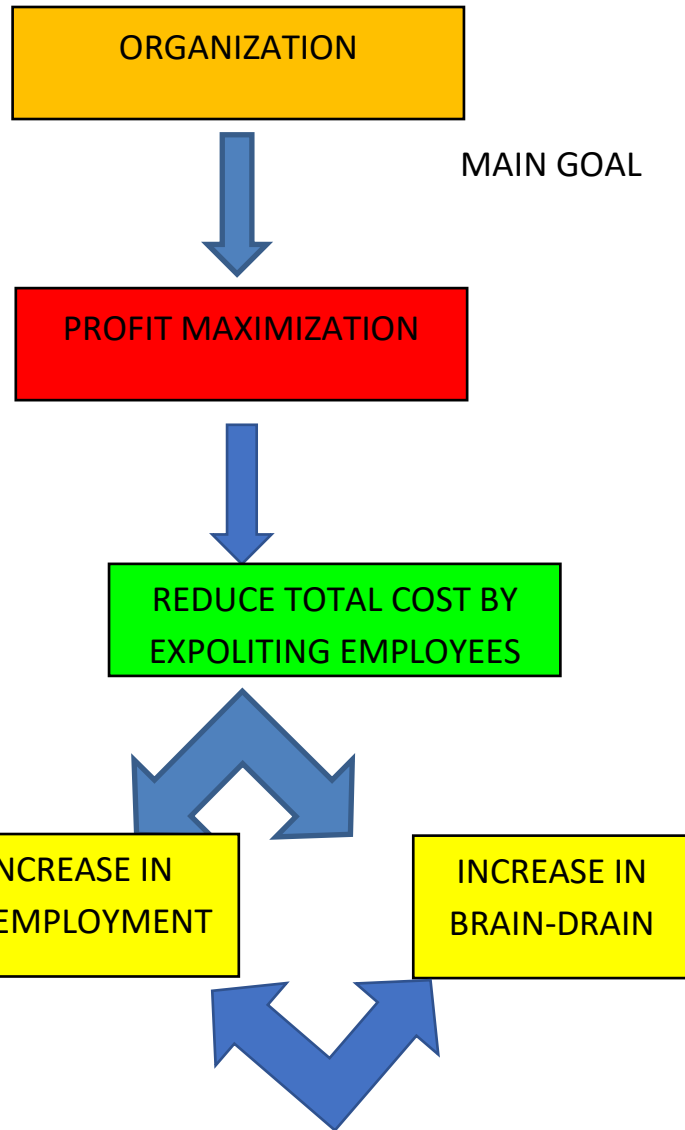 ORGANIZATION
MAIN GOAL
PROFIT MAXIMIZATION
REDUCE TOTAL COST BY
EXPOLITING EMPLOYEES
NCREASE IN
EMPLOYMENT
INCREASE IN
BRAIN-DRAIN